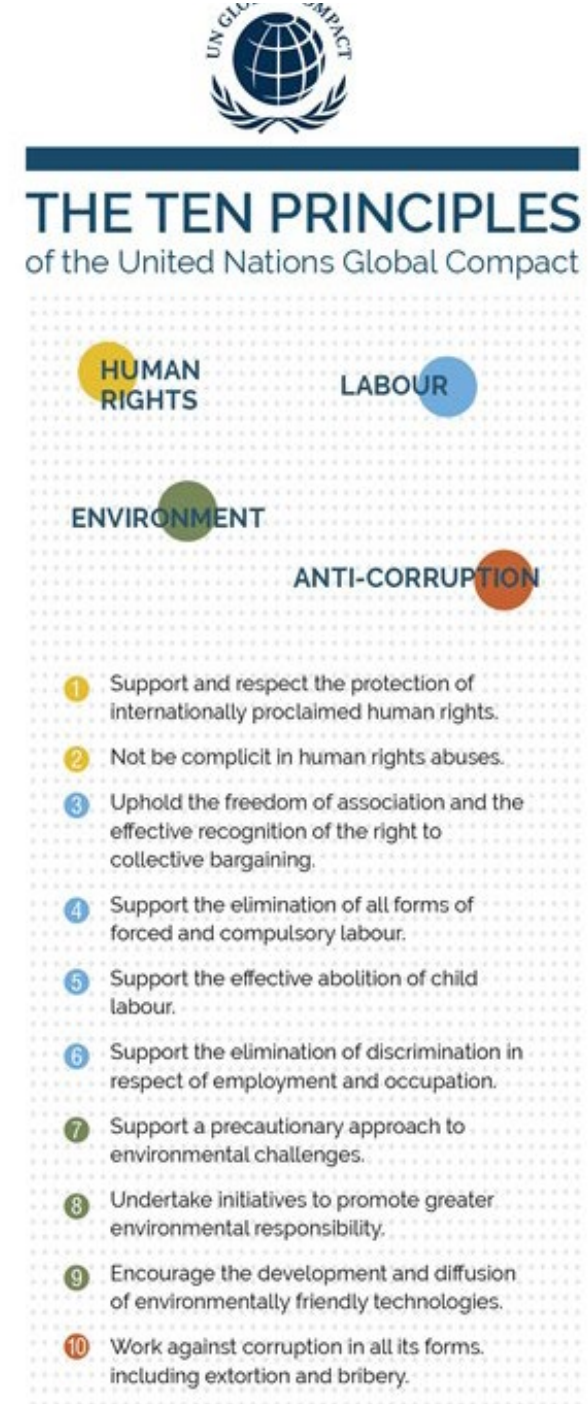 UN GLOBAL COMPACT
THE TEN PRINCIPLES
of the United Nations Global Compact
HUMAN
RIGHTS
LABOUR
ENVIRONMENT
ANTI-CORRUPTION
1 Support and respect the protection of
internationally proclaimed human rights.
2 Not be complicit in human rights abuses.
3 Uphold the freedom of association and the
effective recognition of the right to
collective bargaining.
4 Support the elimination of all forms of
forced and compulsory labour.
5 Support the effective abolition of child
labour.
6 Support the elimination of discrimination in
respect of employment and occupation.
7 Support a precautionary approach to
environmental challenges.
8 Undertake initiatives to promote greater
environmental responsibility.
9 Encourage the development and diffusion
of environmentally friendly technologies.
10 Work against corruption in all its forms.
including extortion and bribery.